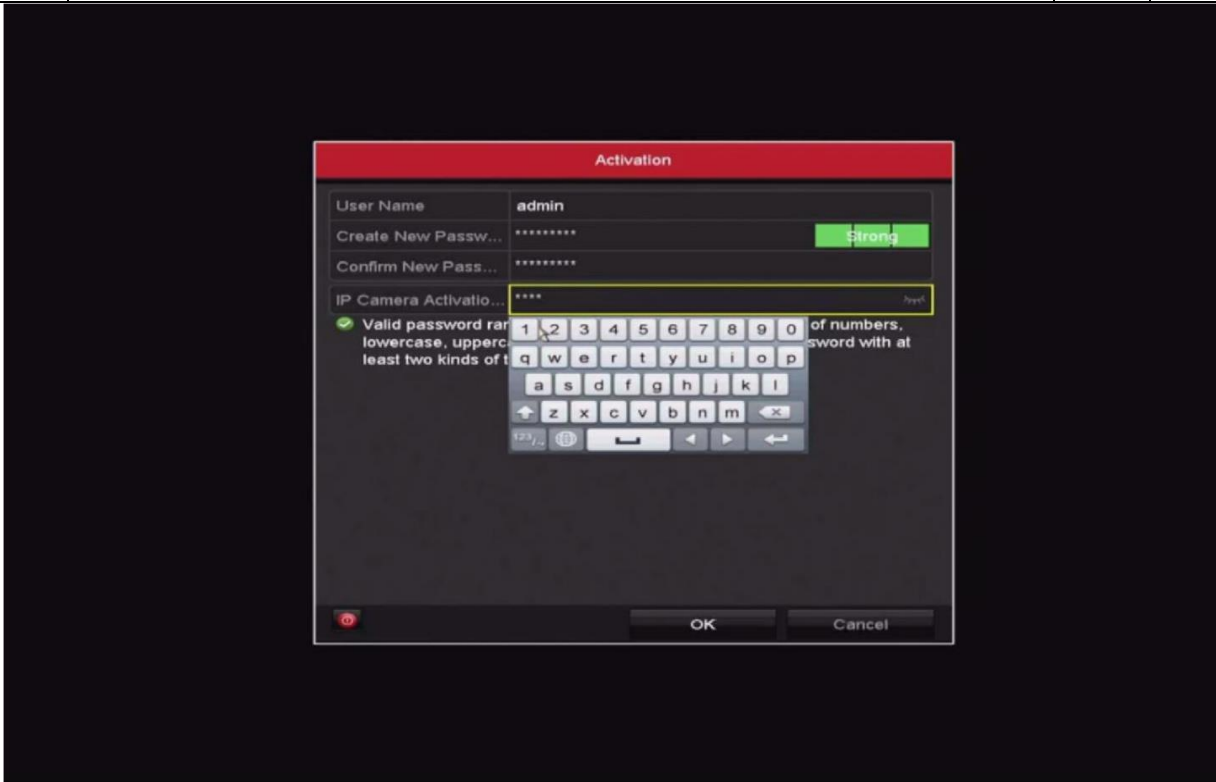 Activation
User Name admin
Create New Passw... ********* Strong
Confirm New Pass... *********
IP Camera Activatio... ****
Valid password ran of numbers,
lowercase, upperc sword with at
least two kinds of t
1 2 3 4 5 6 7 8 9 0
q w e r t y u i o p
a s d f g h j k l
z x c v b n m
123/,.
OK Cancel